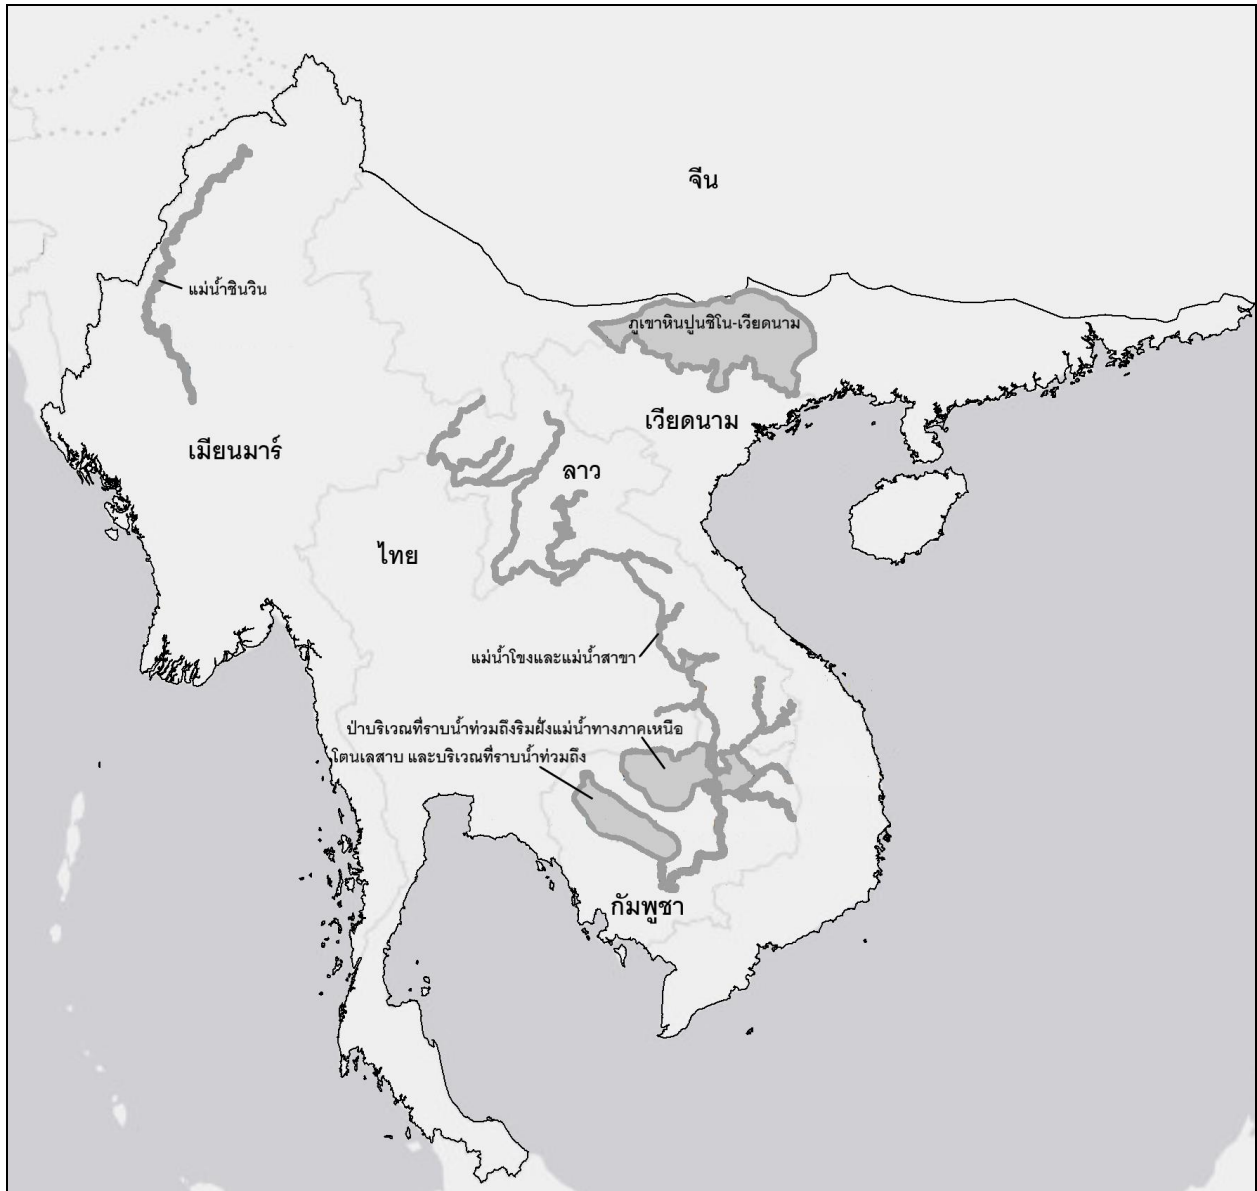 จีน
แม่น้ำชินวิน
ภูเขาหินปูนซิโน-เวียดนาม
เวียดนาม
เมียนมาร์
ลาว
ไทย
แม่น้ำโขงและแม่น้ำสาขา
ป่าบริเวณที่ราบน้ำท่วมถึงริมฝั่งแม่น้ำทางภาคเหนือ
โตนเลสาบ และบริเวณที่ราบน้ำท่วมถึง
กัมพูชา